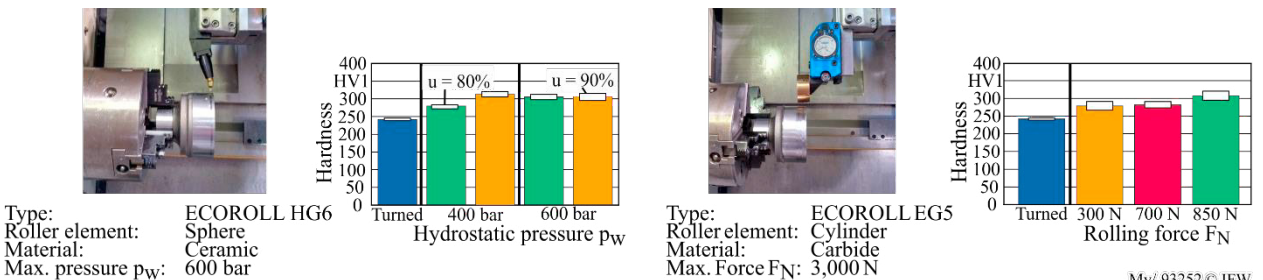 400
HV1
300
250
200
150
100
50
0
Hardness
u = 80%
u = 90%
Turned 400 bar 600 bar
Hydrostatic pressure pW
Type: ECOROLL HG6
Roller element: Sphere
Material: Ceramic
Max. pressure pW: 600 bar
400
HV1
300
250
200
150
100
50
0
Hardness
Turned 300 N 700 N 850 N
Rolling force FN
Type: ECOROLL EG5
Roller element: Cylinder
Material: Carbide
Max. Force FN: 3,000 N
93252 © IFW